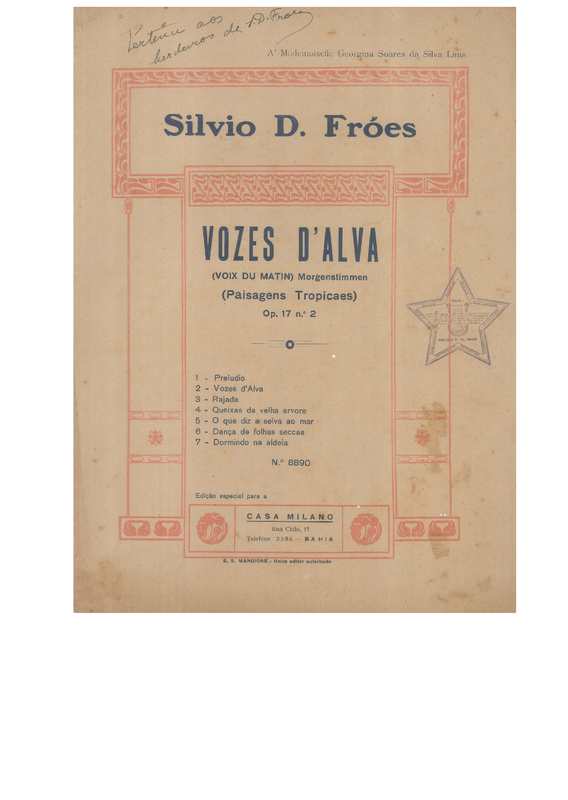 Pertence aos
herdeiros de S. D. Fróes
A' Mademoiselle Georgina Soares da Silva Lima
Silvio D. Fróes
VOZES D'ALVA
(VOIX DU MATIN) Morgenstimmen
(Paisagens Tropicaes)
Op. 17 n.º 2
1 - Preludio
2 - Vozes d'Alva
3 - Rajada
4 - Queixas da velha arvore
5 - O que diz a selva ao mar
6 - Dança de folhas seccas
7 - Dormindo na aldeia
N.º 8890
Edição especial para a
CASA MILANO
Rua Chile, 15
Telefone 3506 - BAHIA
E. S. MANGIONE - Unico editor autorizado